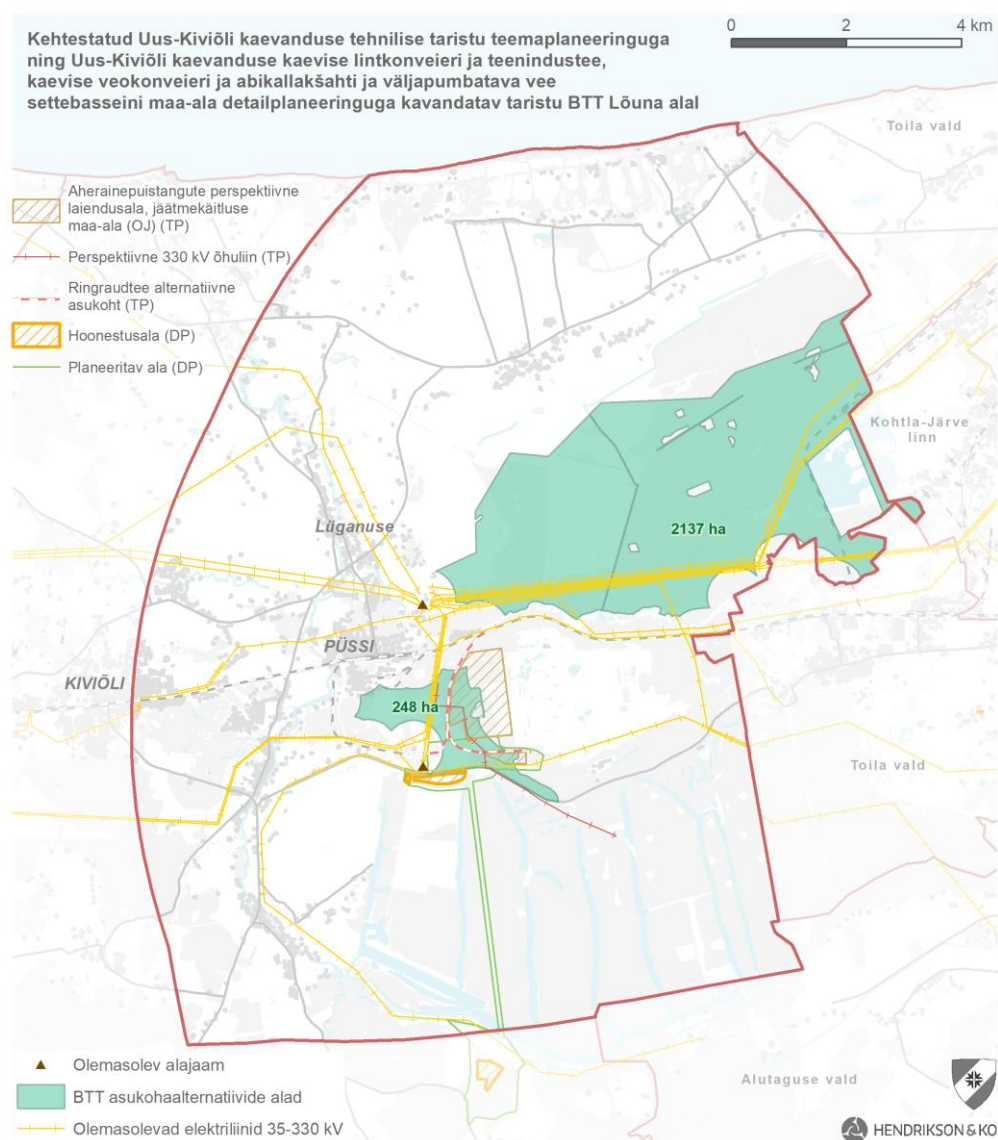 Kehtestatud Uus-Kiviõli kaevanduse tehnilise taristu teemaplaneeringuga
ning Uus-Kiviõli kaevanduse kaevise lintkonveieri ja teenindustee,
kaevise veokonveieri ja abikallakšahti ja väljapumbatava vee
settebasseini maa-ala detailplaneeringuga kavandatav taristu BTT Lõuna alal
0 2 4 km
Toila vald
Aherainepuistangute perspektiivne
laiendusala, jäätmekäitluse
maa-ala (OJ) (TP)
Perspektiivne 330 kV õhuliin (TP)
Ringraudtee alternatiivne
asukoht (TP)
Hoonestusala (DP)
Planeeritav ala (DP)
Kohtla-Järve
linn
Lüganuse
2137 ha
PÜSSI
KIVIÕLI
248 ha
Toila vald
Olemasolev alajaam
BTT asukohaalternatiivide alad
Olemasolevad elektriliinid 35-330 kV
Alutaguse vald
HENDRIKSON & KO